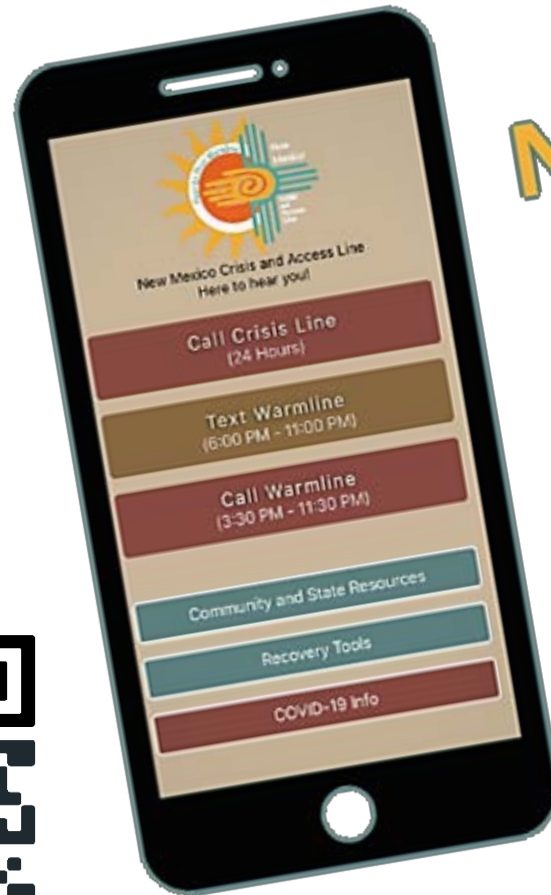 N
New Mexico
New Mexico Crisis and Access Line
Here to hear you!
Call Crisis Line
(24 Hours)
Text Warmline
(6:00 PM - 11:00 PM)
Call Warmline
(3:30 PM - 11:30 PM)
Community and State Resources
Recovery Tools
COVID-19 Info